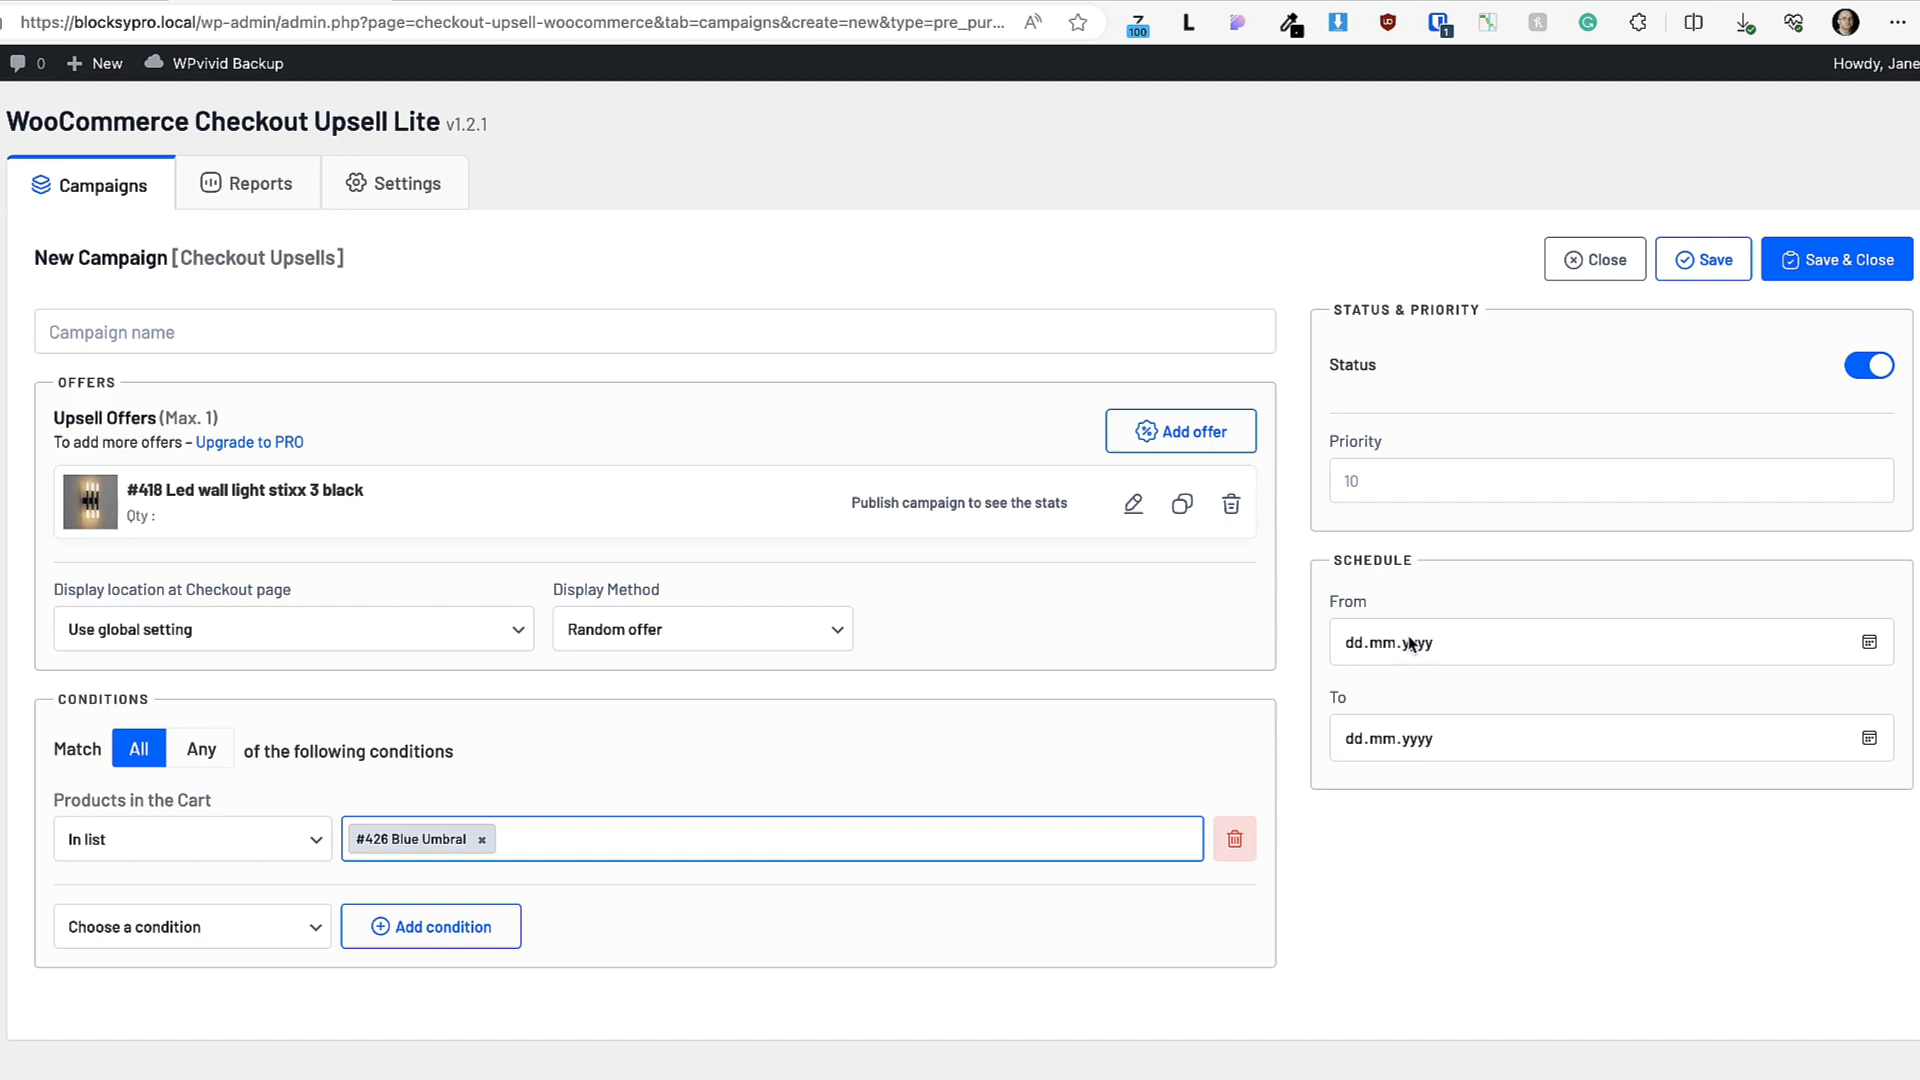 https://blocksypro.local/wp-admin/admin.php?page=checkout-upsell-woocommerce&tab=campaigns&create=new&type=pre_pur...
100
L
1
0
New
WPvivid Backup
Howdy, Jane
WooCommerce Checkout Upsell Lite v1.2.1
Campaigns
Reports
Settings
New Campaign [Checkout Upsells]
Close
Save
Save & Close
Campaign name
OFFERS
Upsell Offers (Max. 1)
To add more offers – Upgrade to PRO
Add offer
#418 Led wall light stixx 3 black
Qty :
Publish campaign to see the stats
Display location at Checkout page
Display Method
Use global setting
Random offer
CONDITIONS
Match All Any of the following conditions
Products in the Cart
In list
#426 Blue Umbral ×
Choose a condition
Add condition
STATUS & PRIORITY
Status
Priority
10
SCHEDULE
From
dd.mm.yyyy
To
dd.mm.yyyy